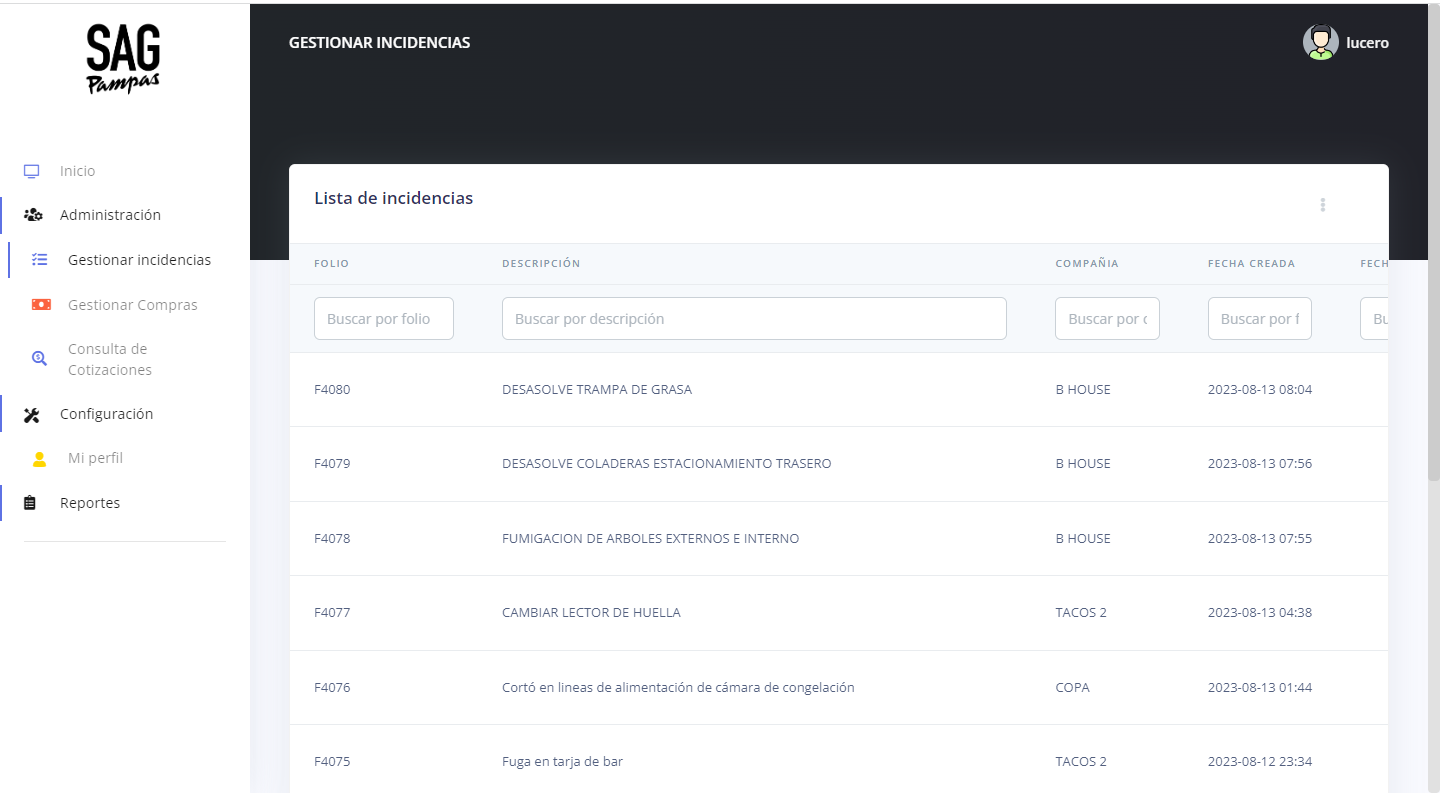 SAG
Pampas
GESTIONAR INCIDENCIAS
lucero
Inicio
Administración
Gestionar incidencias
Gestionar Compras
Consulta de
Cotizaciones
Configuración
Mi perfil
Reportes
Lista de incidencias
FOLIO DESCRIPCIÓN COMPAÑIA FECHA CREADA FECH
Buscar por folio Buscar por descripción Buscar por c Buscar por f Bu
F4080 DESASOLVE TRAMPA DE GRASA B HOUSE 2023-08-13 08:04
F4079 DESASOLVE COLADERAS ESTACIONAMIENTO TRASERO B HOUSE 2023-08-13 07:56
F4078 FUMIGACION DE ARBOLES EXTERNOS E INTERNO B HOUSE 2023-08-13 07:55
F4077 CAMBIAR LECTOR DE HUELLA TACOS 2 2023-08-13 04:38
F4076 Cortó en lineas de alimentación de cámara de congelación COPA 2023-08-13 01:44
F4075 Fuga en tarja de bar TACOS 2 2023-08-12 23:34